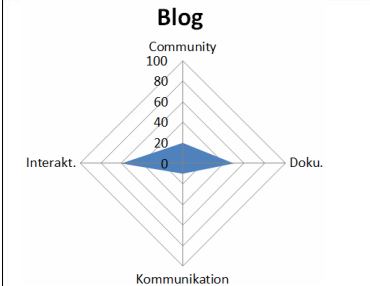 Blog
Community
100
80
60
40
20
0
Interakt.
Doku.
Kommunikation